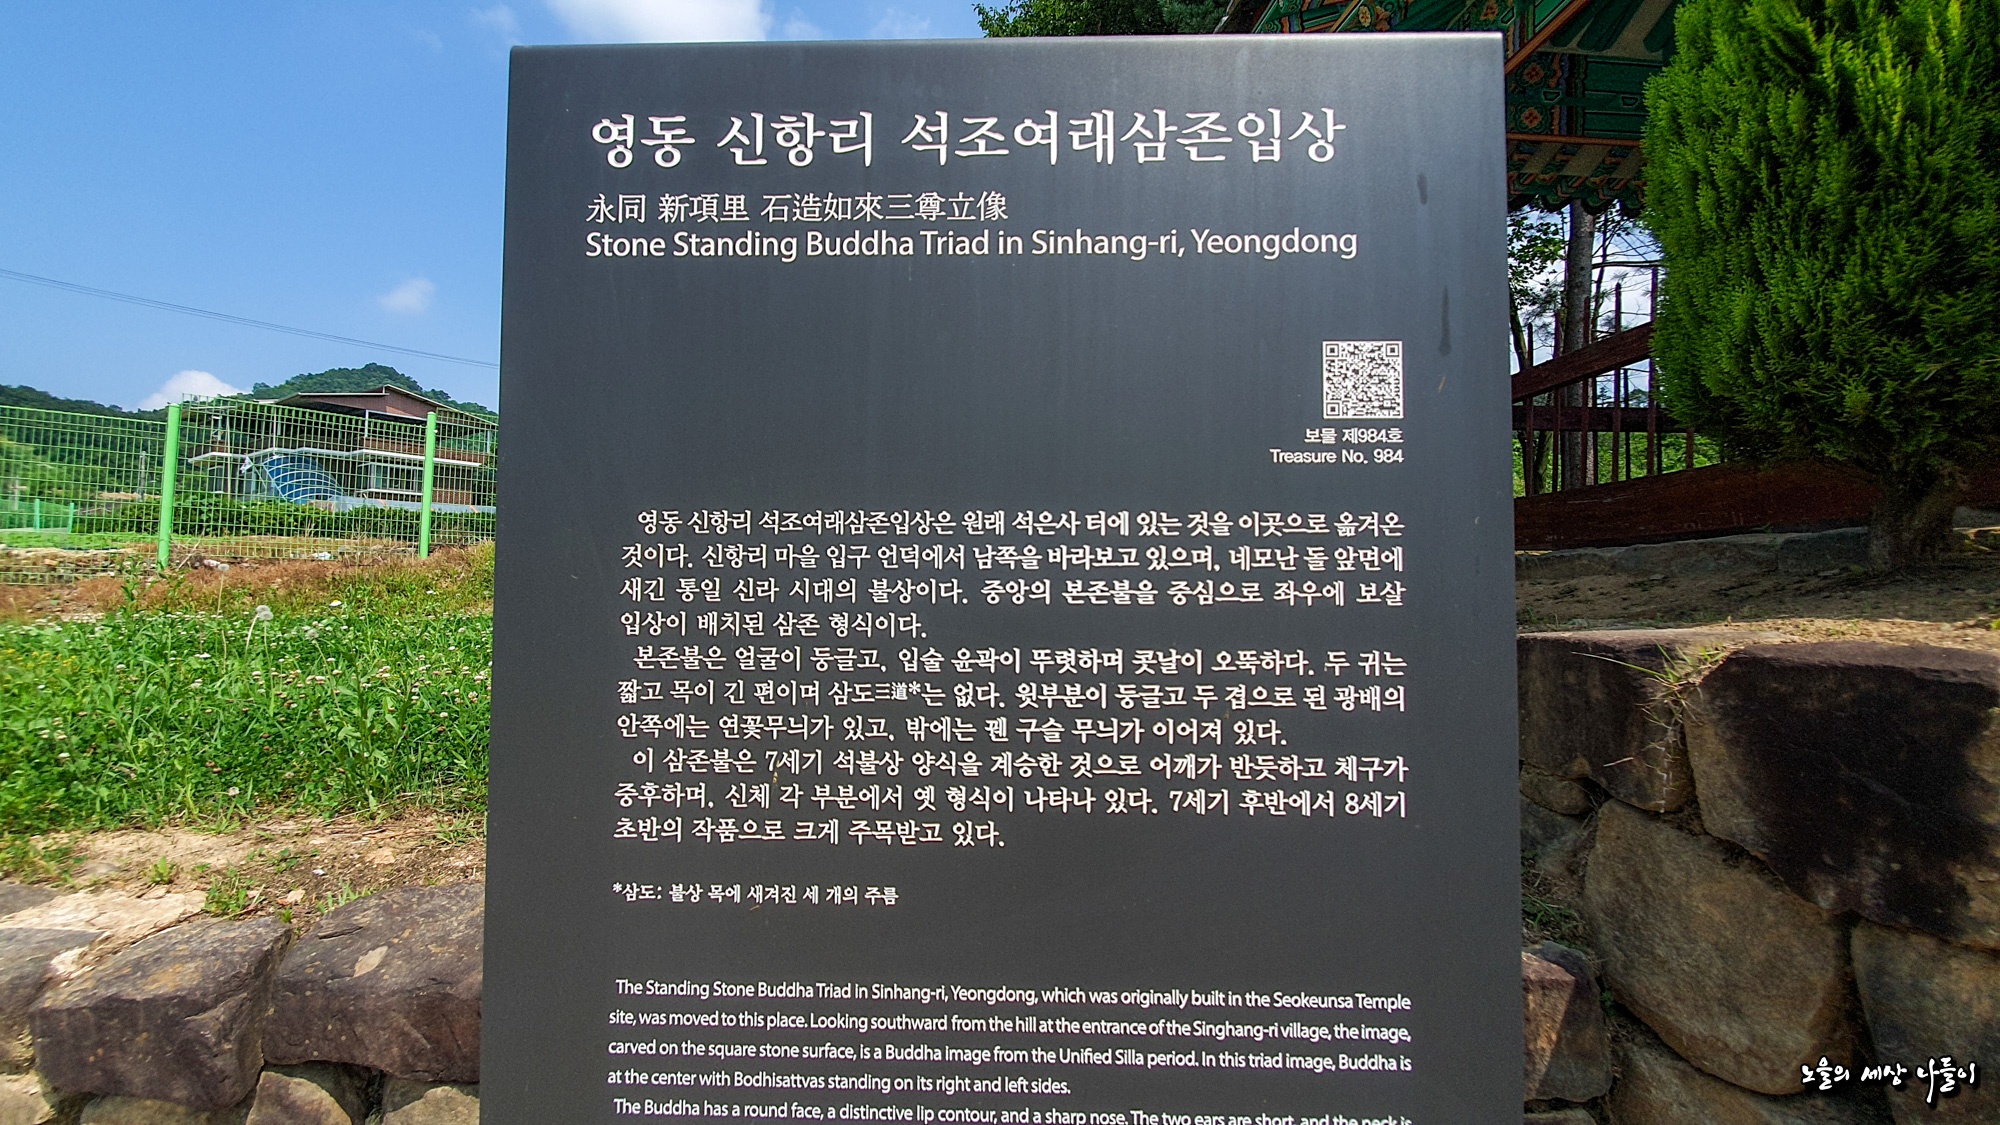 영동 신항리 석조여래삼존입상
永同 新項里 石造如來三尊立像
Stone Standing Buddha Triad in Sinhang-ri, Yeongdong
보물 제984호
Treasure No. 984
영동 신항리 석조여래삼존입상은 원래 석은사 터에 있는 것을 이곳으로 옮겨온
것이다. 신항리 마을 입구 언덕에서 남쪽을 바라보고 있으며, 네모난 돌 앞면에
새긴 통일 신라 시대의 불상이다. 중앙의 본존불을 중심으로 좌우에 보살
입상이 배치된 삼존 형식이다.
본존불은 얼굴이 둥글고, 입술 윤곽이 뚜렷하며 콧날이 오뚝하다. 두 귀는
짧고 목이 긴 편이며 삼도三道*는 없다. 윗부분이 둥글고 두 겹으로 된 광배의
안쪽에는 연꽃무늬가 있고, 밖에는 꿴 구슬 무늬가 이어져 있다.
이 삼존불은 7세기 석불상 양식을 계승한 것으로 어깨가 반듯하고 체구가
중후하며, 신체 각 부분에서 옛 형식이 나타나 있다. 7세기 후반에서 8세기
초반의 작품으로 크게 주목받고 있다.
*삼도: 불상 목에 새겨진 세 개의 주름
The Standing Stone Buddha Triad in Sinhang-ri, Yeongdong, which was originally built in the Seokeunsa Temple
site, was moved to this place. Looking southward from the hill at the entrance of the Singhang-ri village, the image,
carved on the square stone surface, is a Buddha image from the Unified Silla period. In this triad image, Buddha is
at the center with Bodhisattvas standing on its right and left sides.
The Buddha has a round face, a distinctive lip contour, and a sharp nose. The two ears are short, and the neck is
노을의 세상 나들이